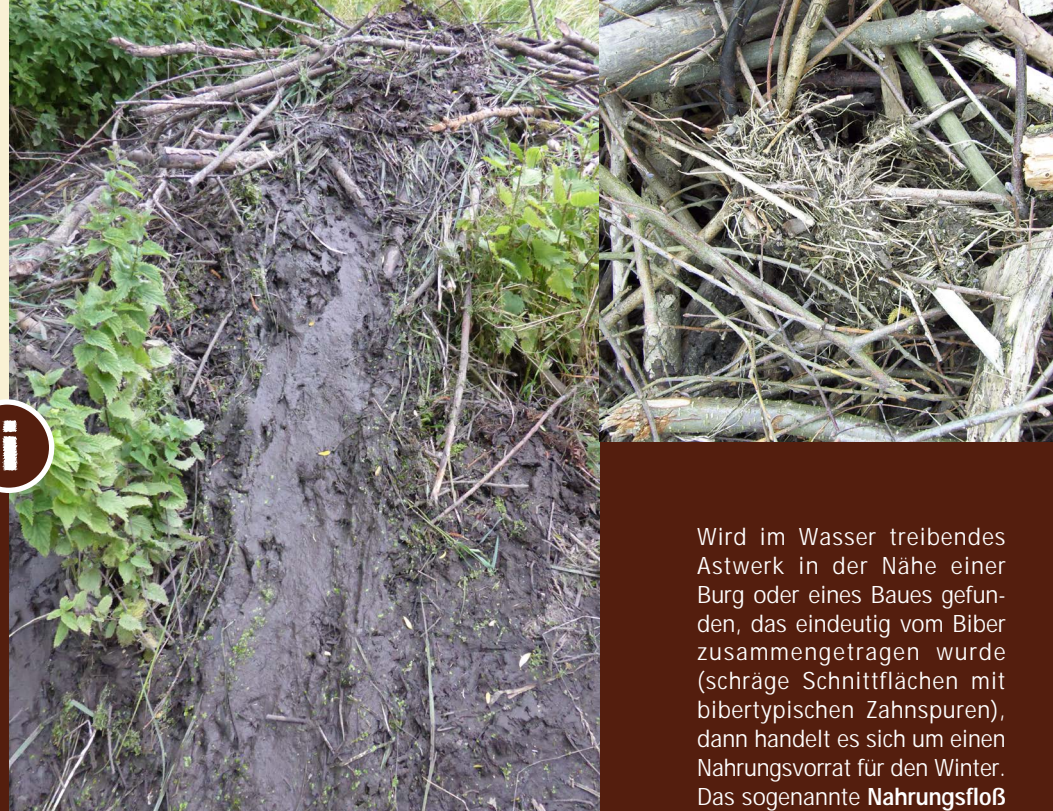 i
Wird im Wasser treibendes
Astwerk in der Nähe einer
Burg oder eines Baues gefun-
den, das eindeutig vom Biber
zusammengetragen wurde
(schräge Schnittflächen mit
bibertypischen Zahnspuren),
dann handelt es sich um einen
Nahrungsvorrat für den Winter.
Das sogenannte Nahrungsfloß